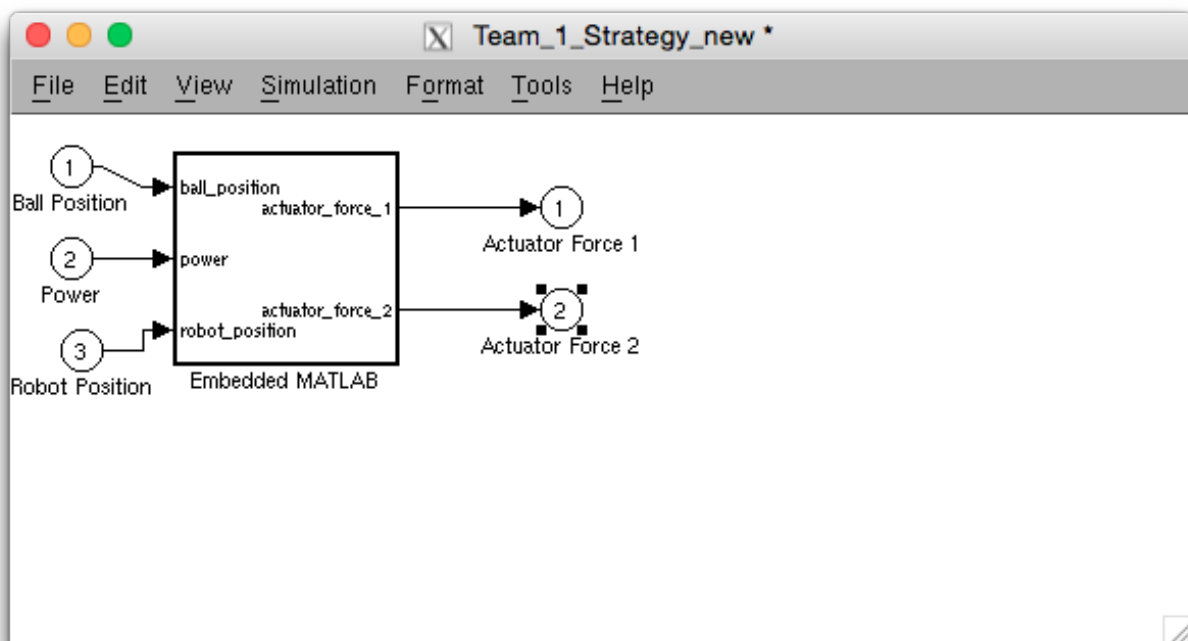 Team_1_Strategy_new *
File Edit View Simulation Format Tools Help
1
Ball Position
2
Power
3
Robot Position
ball_position
actuator_force_1
power
actuator_force_2
robot_position
Embedded MATLAB
1
Actuator Force 1
2
Actuator Force 2